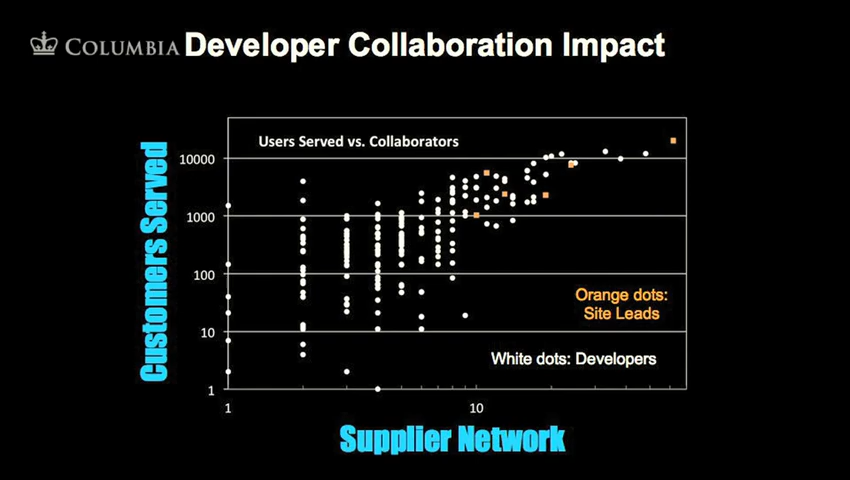 COLUMBIA
Developer Collaboration Impact
Users Served vs. Collaborators
Customers Served
10000
1000
100
10
1
Orange dots:
Site Leads
White dots: Developers
1
10
Supplier Network